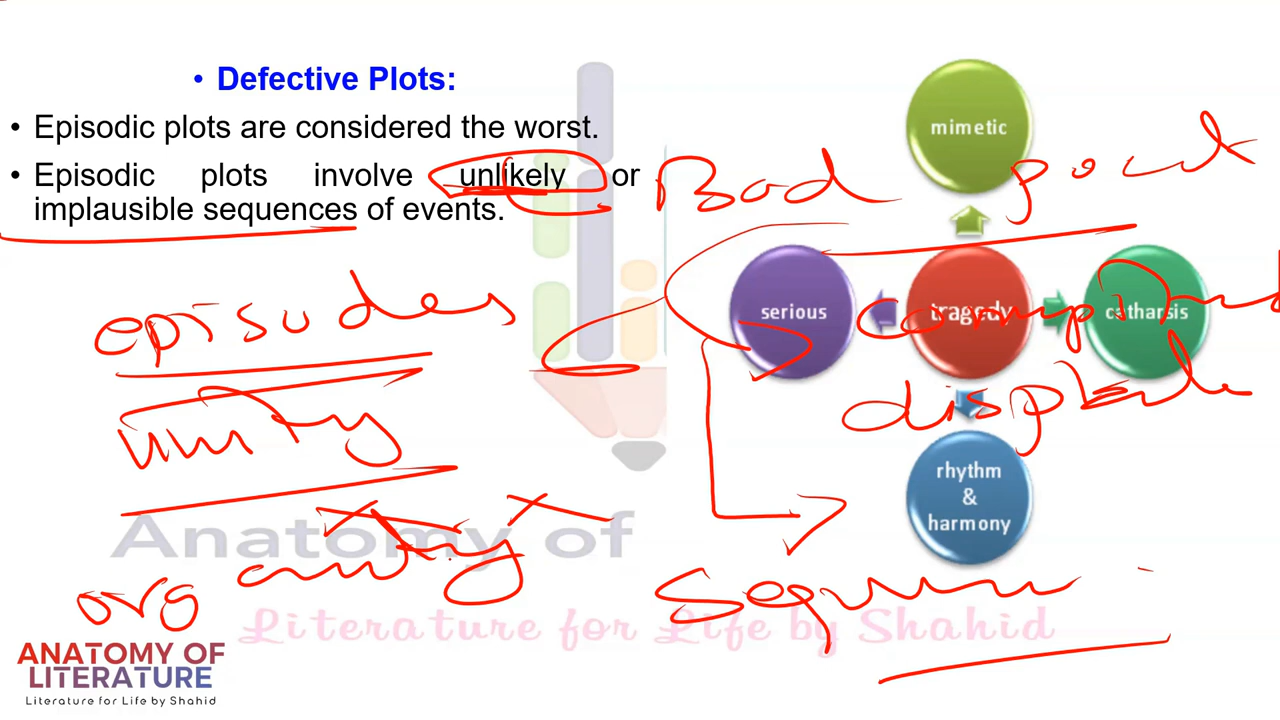 • Defective Plots:
• Episodic plots are considered the worst.
• Episodic plots involve unlikely or
implausible sequences of events.
mimetic
Bad
serious
tragedy
catharsis
episodes
unity
rhythm
&
harmony
Anatomy of
org
Literature for Life by Shahid
ANATOMY OF
LITERATURE
Literature for Life by Shahid